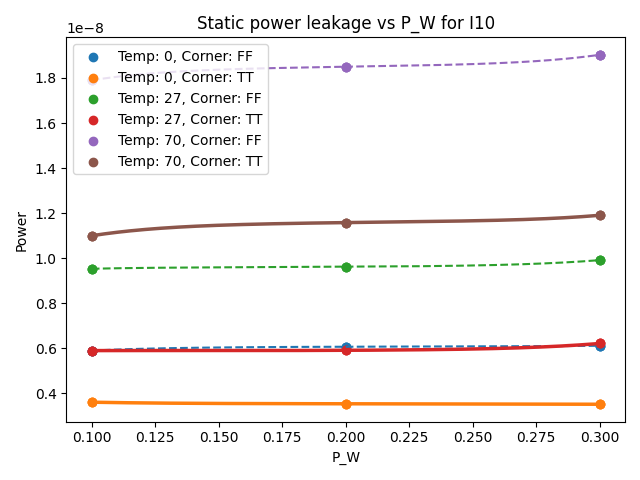 Static power leakage vs P_W for I10
1e−8
Temp: 0, Corner: FF
Temp: 0, Corner: TT
Temp: 27, Corner: FF
Temp: 27, Corner: TT
Temp: 70, Corner: FF
Temp: 70, Corner: TT
Power
1.8
1.6
1.4
1.2
1.0
0.8
0.6
0.4
0.100 0.125 0.150 0.175 0.200 0.225 0.250 0.275 0.300
P_W